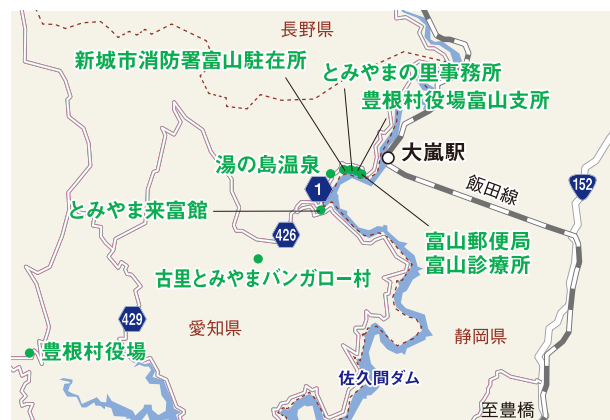 長野県
新城市消防署富山駐在所
とみやまの里事務所
豊根村役場富山支所
大嵐駅
湯の島温泉
1
飯田線
152
とみやま来富館
426
富山郵便局
富山診療所
古里とみやまバンガロー村
429
愛知県
静岡県
豊根村役場
佐久間ダム
至豊橋